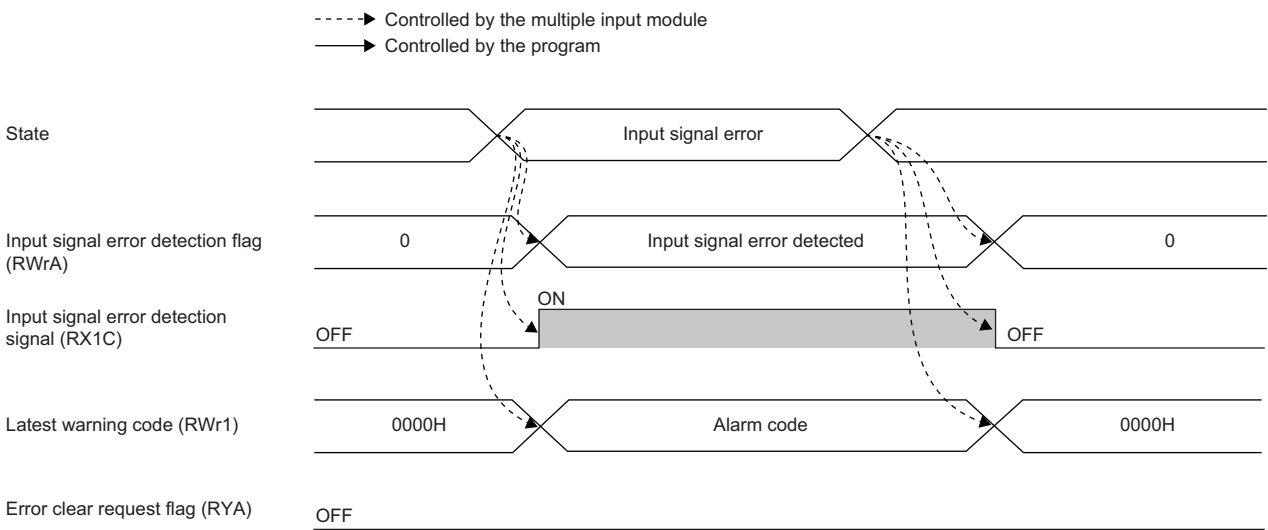 Controlled by the multiple input module
Controlled by the program
State
Input signal error
Input signal error detection flag
(RWrA)
0
Input signal error detected
0
Input signal error detection
signal (RX1C)
OFF
ON
OFF
Latest warning code (RWr1)
0000H
Alarm code
0000H
Error clear request flag (RYA)
OFF